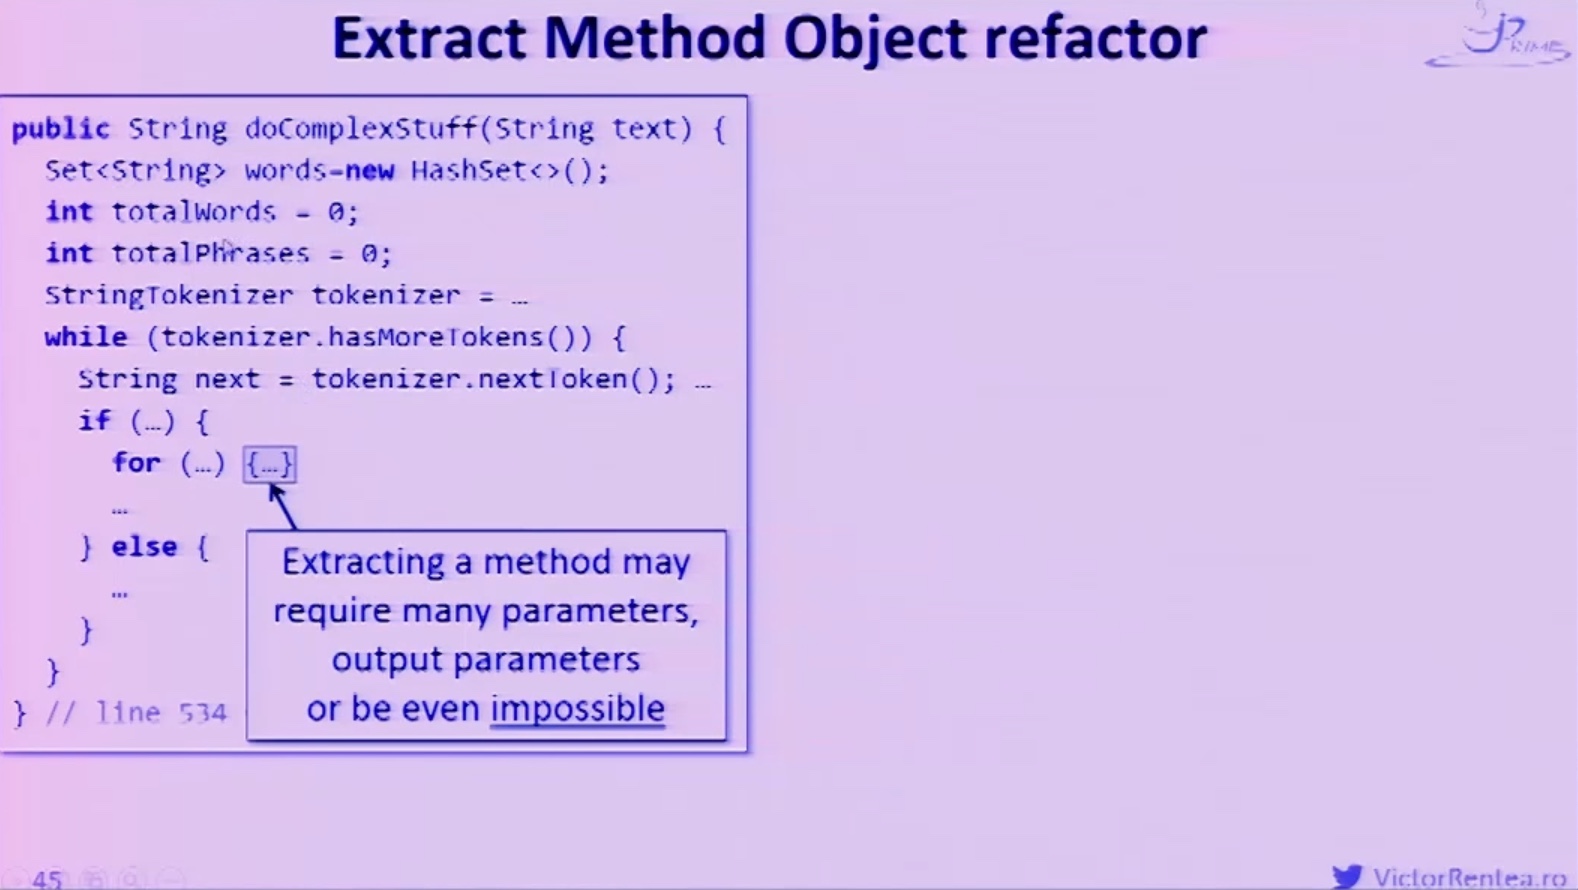 Extract Method Object refactor
public String doComplexStuff(String text) {
Set<String> words=new HashSet<>();
int totalWords = 0;
int totalPhrases = 0;
StringTokenizer tokenizer = …
while (tokenizer.hasMoreTokens()) {
String next = tokenizer.nextToken(); …
if (…) {
for (…) {…}
…
} else {
…
}
}
} // line 534
Extracting a method may
require many parameters,
output parameters
or be even impossible
45
VictorRentea.ro